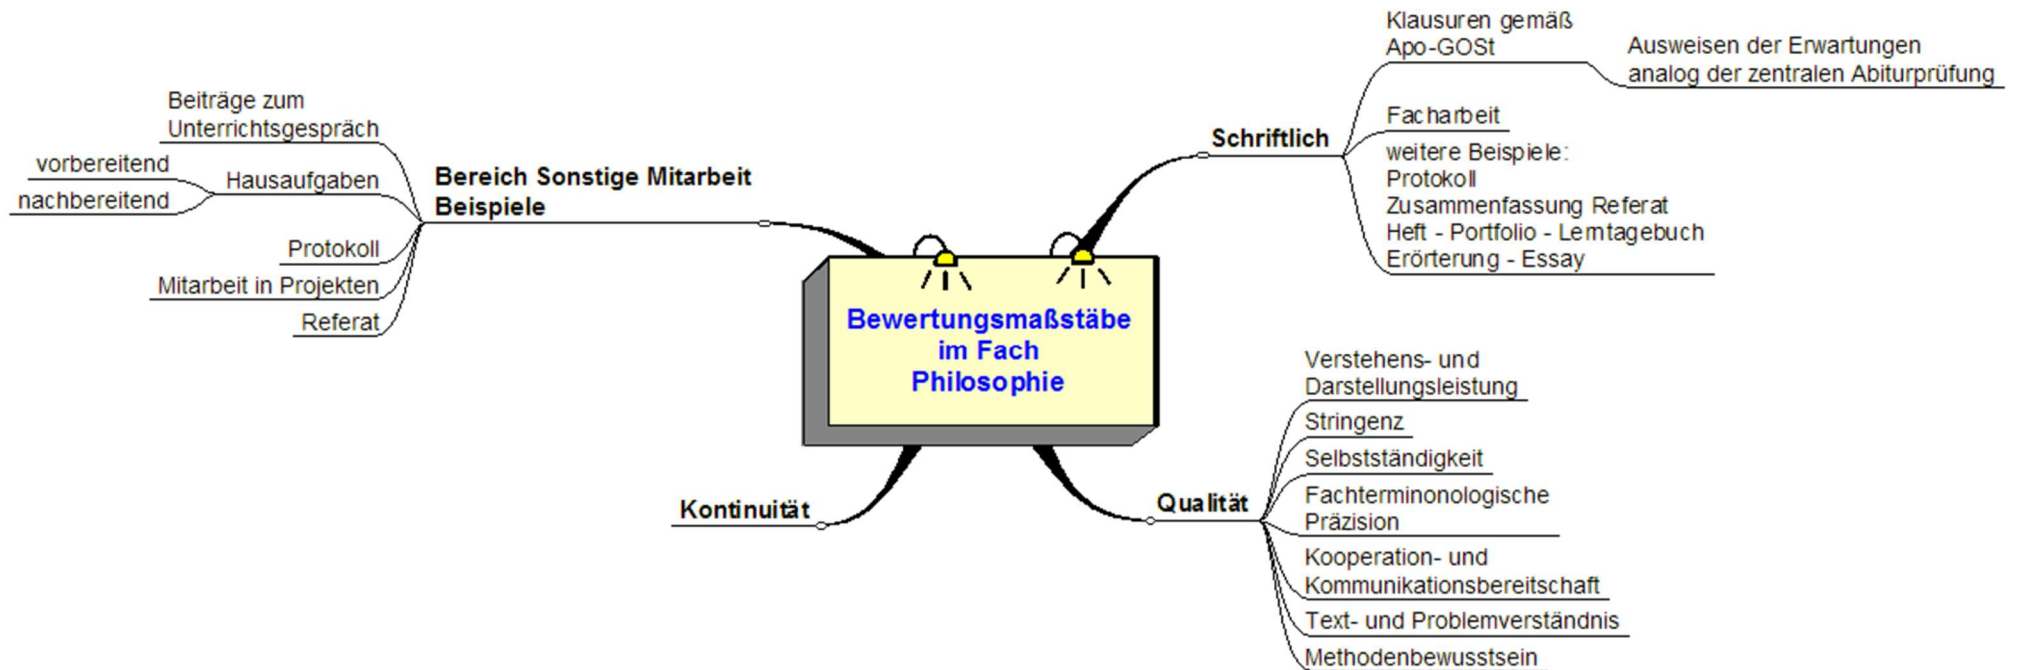 Bewertungsmaßstäbe
im Fach
Philosophie
Bereich Sonstige Mitarbeit
Beispiele
Beiträge zum
Unterrichtsgespräch
Hausaufgaben
vorbereitend
nachbereitend
Protokoll
Mitarbeit in Projekten
Referat
Schriftlich
Klausuren gemäß
Apo-GOSt
Ausweisen der Erwartungen
analog der zentralen Abiturprüfung
Facharbeit
weitere Beispiele:
Protokoll
Zusammenfassung Referat
Heft - Portfolio - Lerntagebuch
Erörterung - Essay
Kontinuität
Qualität
Verstehens- und
Darstellungsleistung
Stringenz
Selbstständigkeit
Fachterminonologische
Präzision
Kooperation- und
Kommunikationsbereitschaft
Text- und Problemverständnis
Methodenbewusstsein